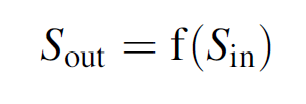 S_out = f(S_in)